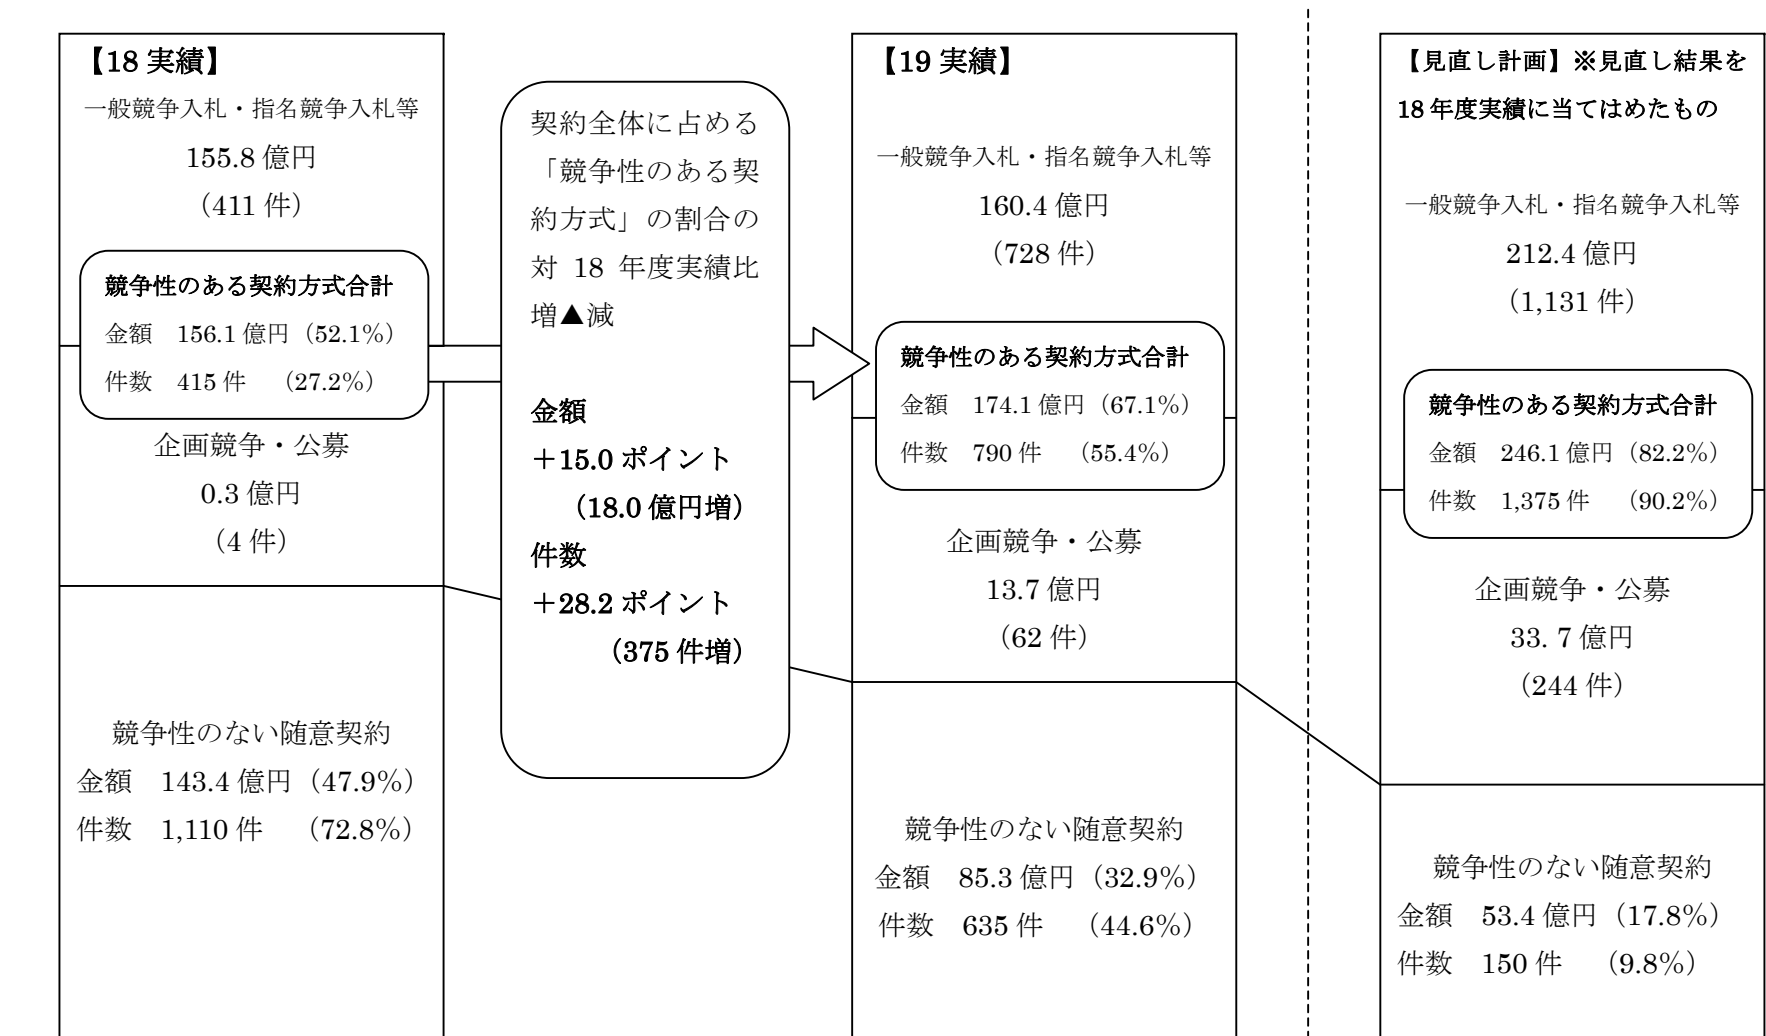 【18 実績】
一般競争入札・指名競争入札等
155.8 億円
（411 件）
競争性のある契約方式合計
金額　156.1 億円（52.1%）
件数　415 件　（27.2%）
企画競争・公募
0.3 億円
（4 件）
競争性のない随意契約
金額　143.4 億円（47.9%）
件数　1,110 件　（72.8%）
契約全体に占める
「競争性のある契
約方式」の割合の
対 18 年度実績比
増▲減
金額
＋15.0 ポイント
（18.0 億円増）
件数
＋28.2 ポイント
（375 件増）
【19 実績】
一般競争入札・指名競争入札等
160.4 億円
（728 件）
競争性のある契約方式合計
金額　174.1 億円（67.1%）
件数　790 件　（55.4%）
企画競争・公募
13.7 億円
（62 件）
競争性のない随意契約
金額　85.3 億円（32.9%）
件数　635 件　（44.6%）
【見直し計画】※見直し結果を
18 年度実績に当てはめたもの
一般競争入札・指名競争入札等
212.4 億円
（1,131 件）
競争性のある契約方式合計
金額　246.1 億円（82.2%）
件数　1,375 件　（90.2%）
企画競争・公募
33. 7 億円
（244 件）
競争性のない随意契約
金額　53.4 億円（17.8%）
件数　150 件　（9.8%）